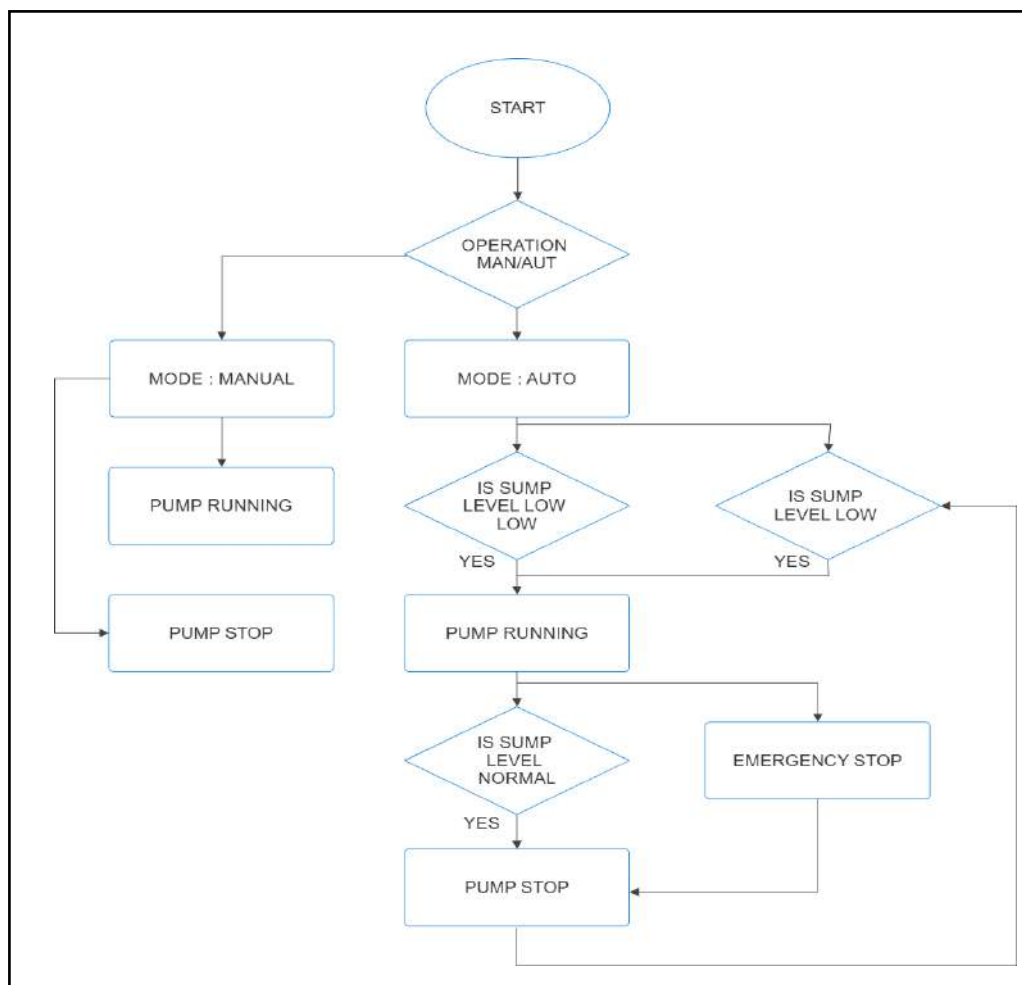 START
OPERATION
MAN/AUT
MODE : MANUAL
MODE : AUTO
PUMP RUNNING
IS SUMP
LEVEL LOW
LOW
IS SUMP
LEVEL LOW
YES
YES
PUMP STOP
PUMP RUNNING
IS SUMP
LEVEL
NORMAL
EMERGENCY STOP
YES
PUMP STOP